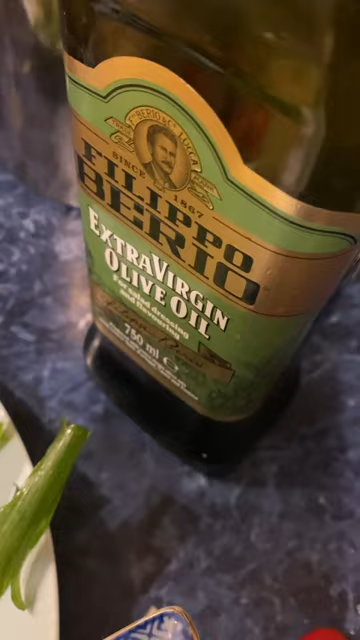 SINCE 1867
FILIPPO
BERIO
EXTRA VIRGIN
OLIVE OIL
For salad dressing
and flavouring
750 ml e